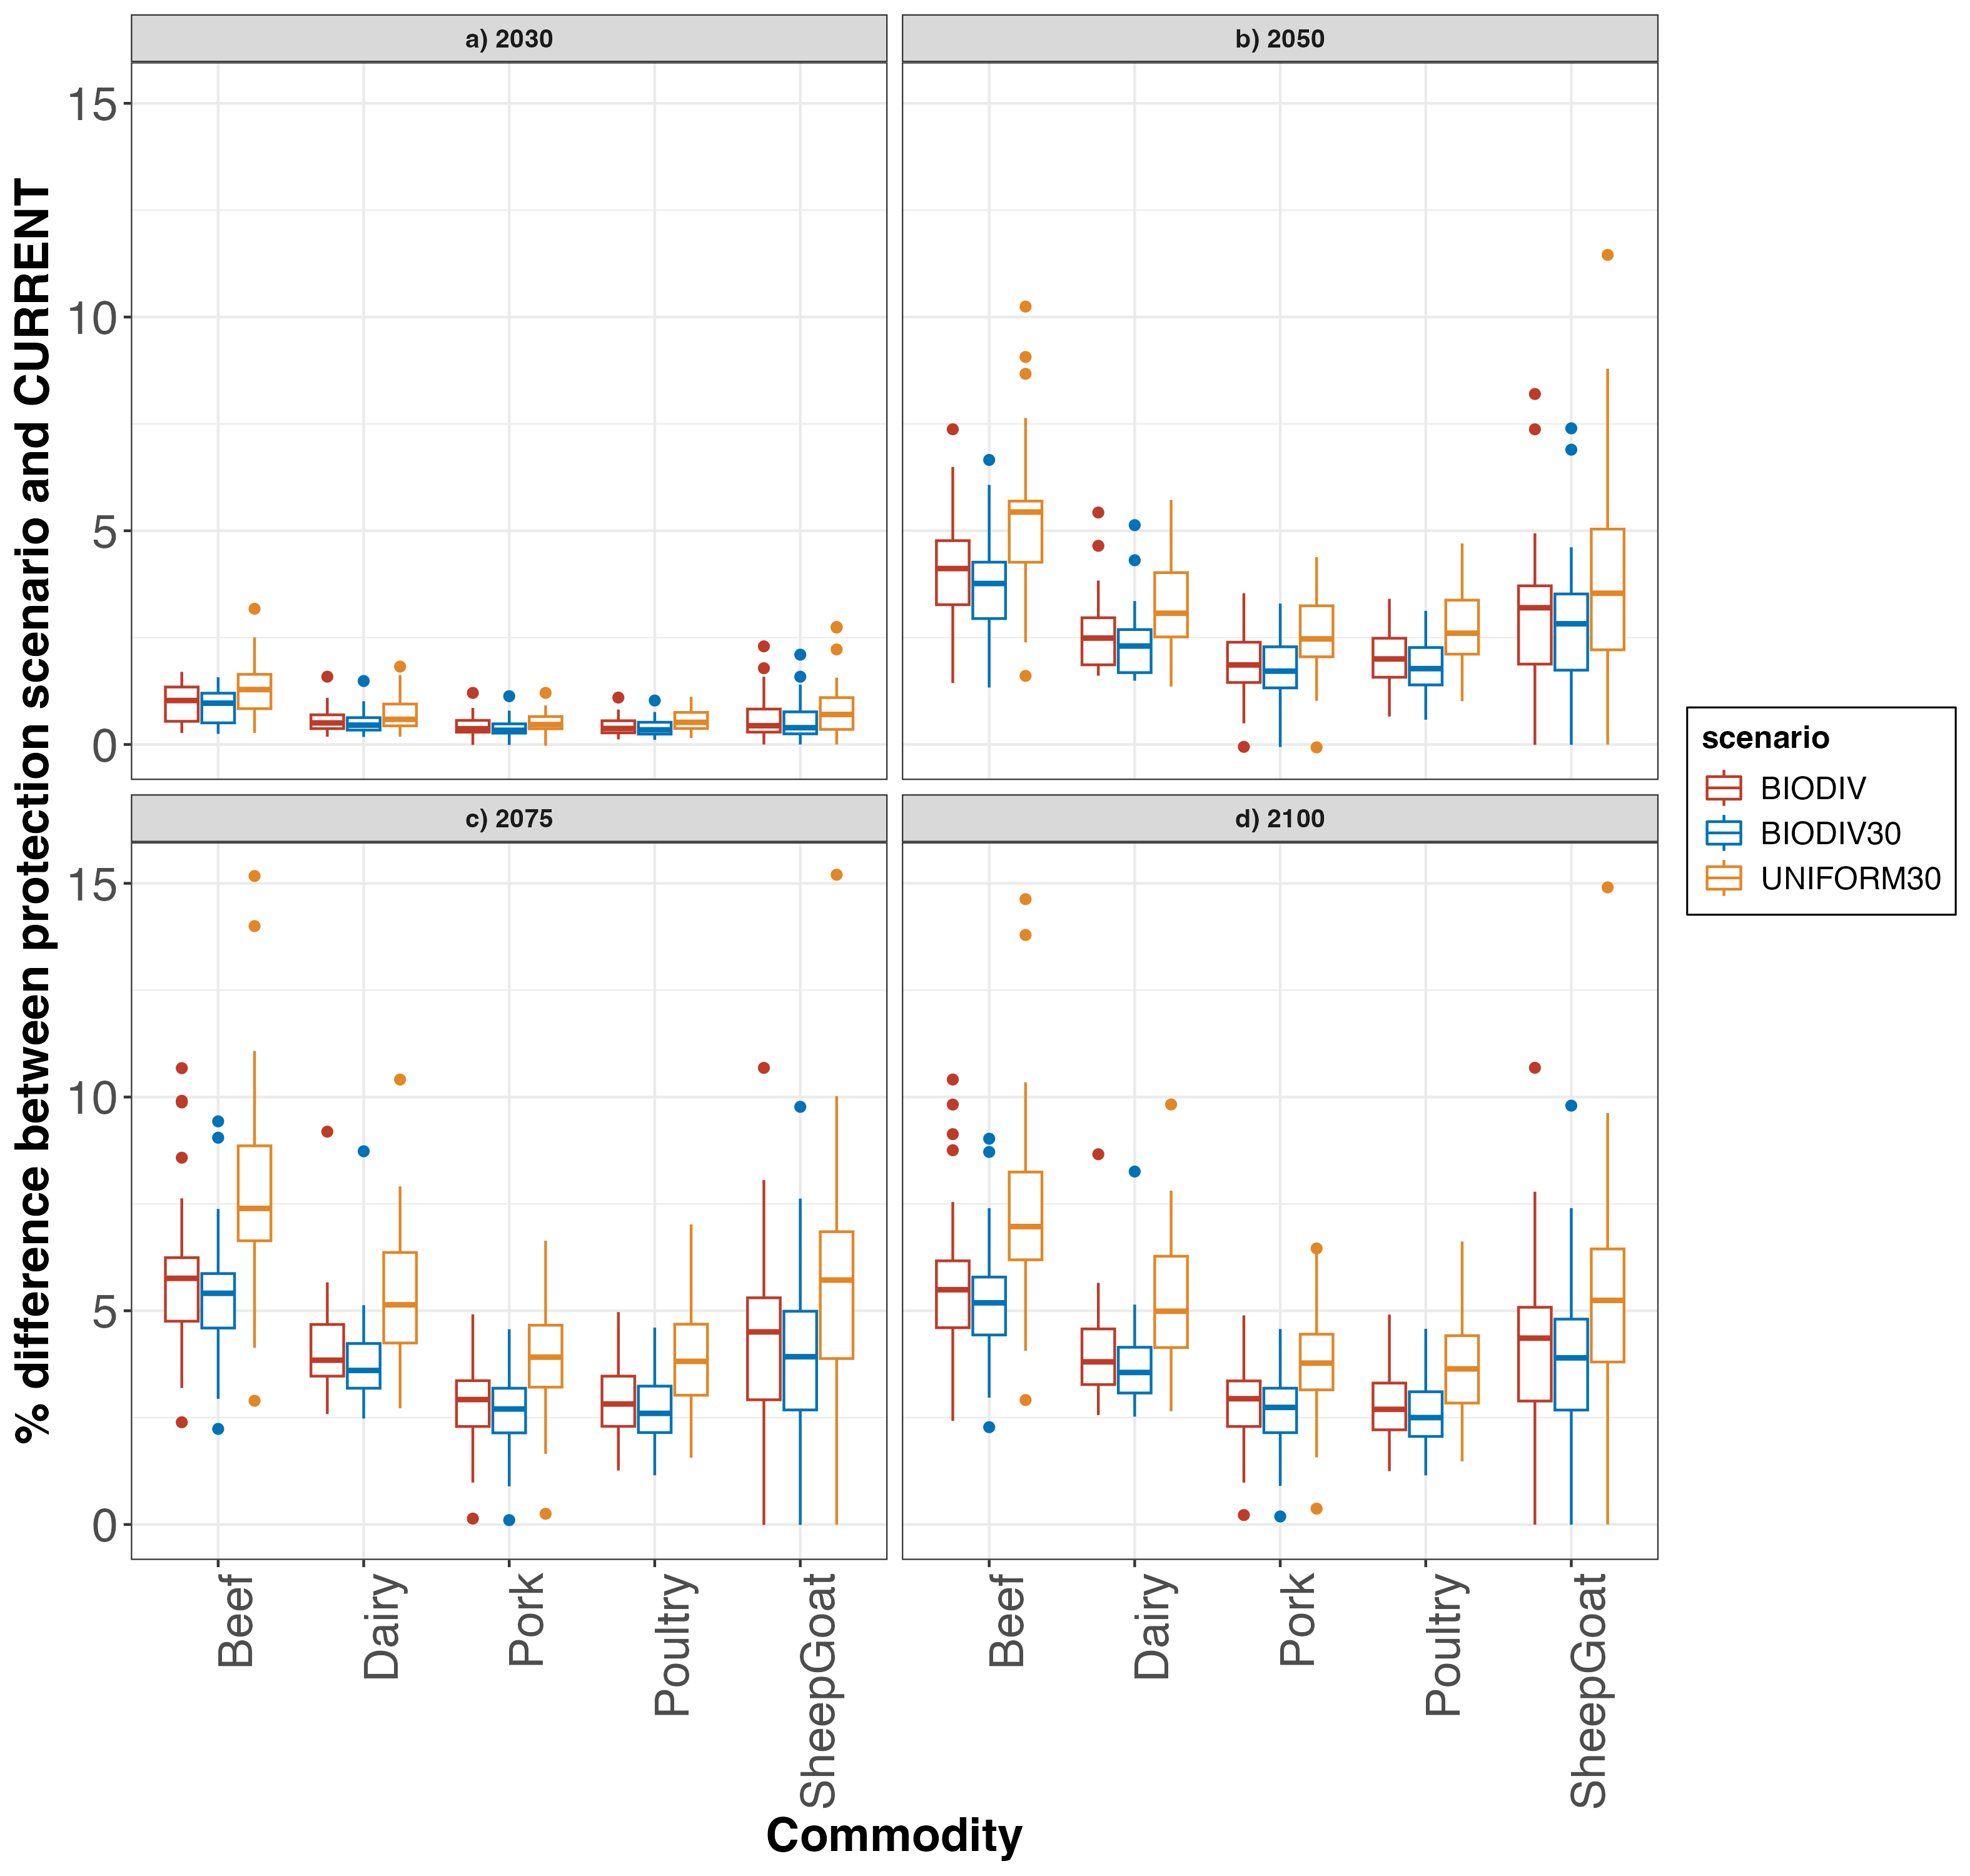 a) 2030
b) 2050
15
10
5
0
% difference between protection scenario and CURRENT
c) 2075
d) 2100
15
10
5
0
Beef
Dairy
Pork
Poultry
SheepGoat
Beef
Dairy
Pork
Poultry
SheepGoat
Commodity
scenario
BIODIV
BIODIV30
UNIFORM30